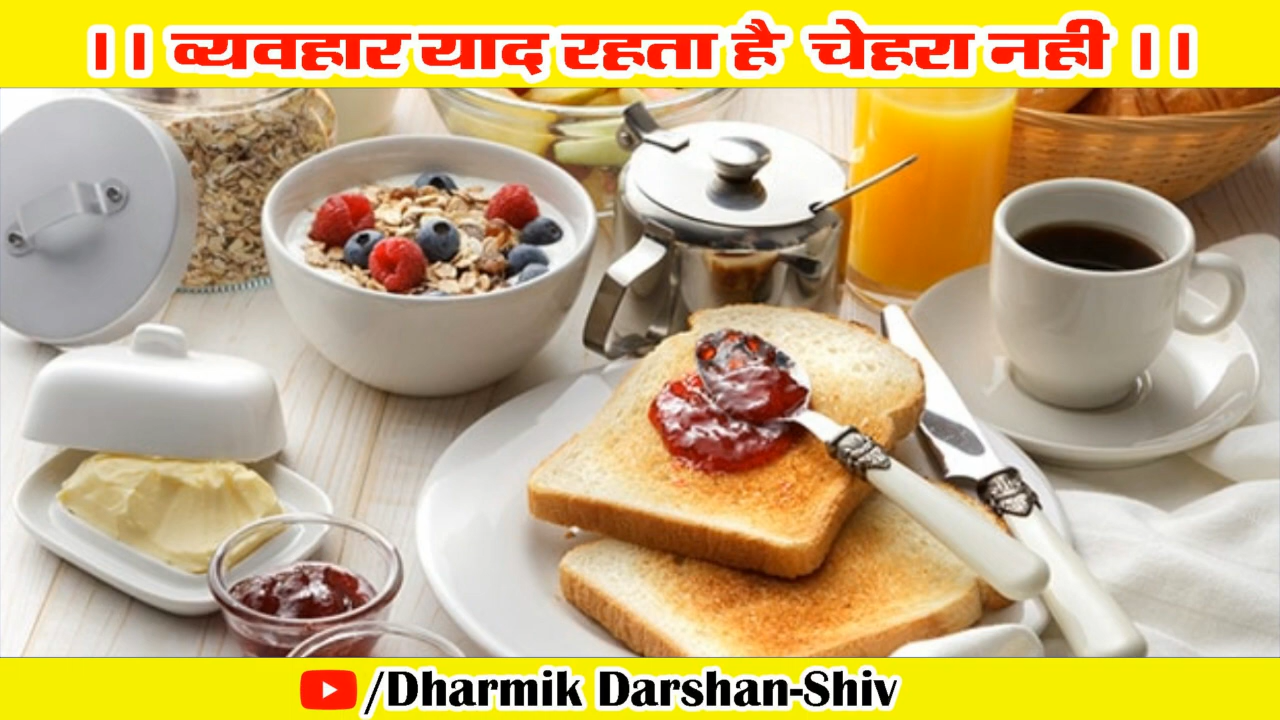 ।। व्यवहार याद रहता है चेहरा नही ।।
/Dharmik Darshan-Shiv